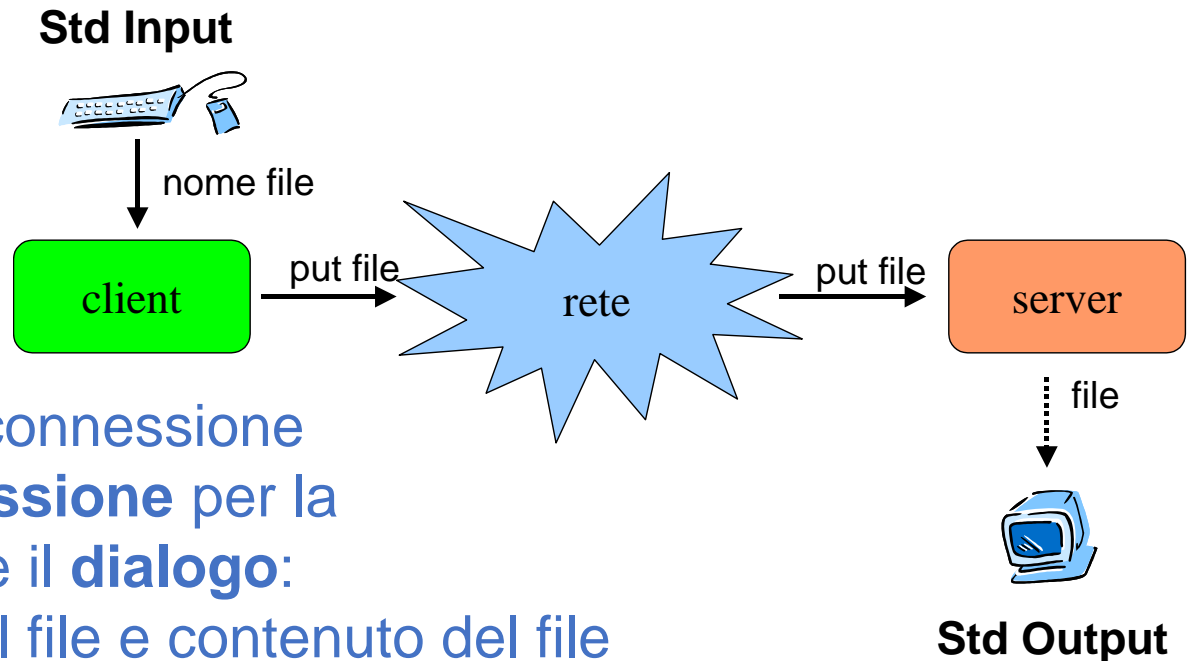 Std Input
nome file
client
put file
rete
put file
server
file
connessione
ssione per la
e il dialogo:
l file e contenuto del file
Std Output